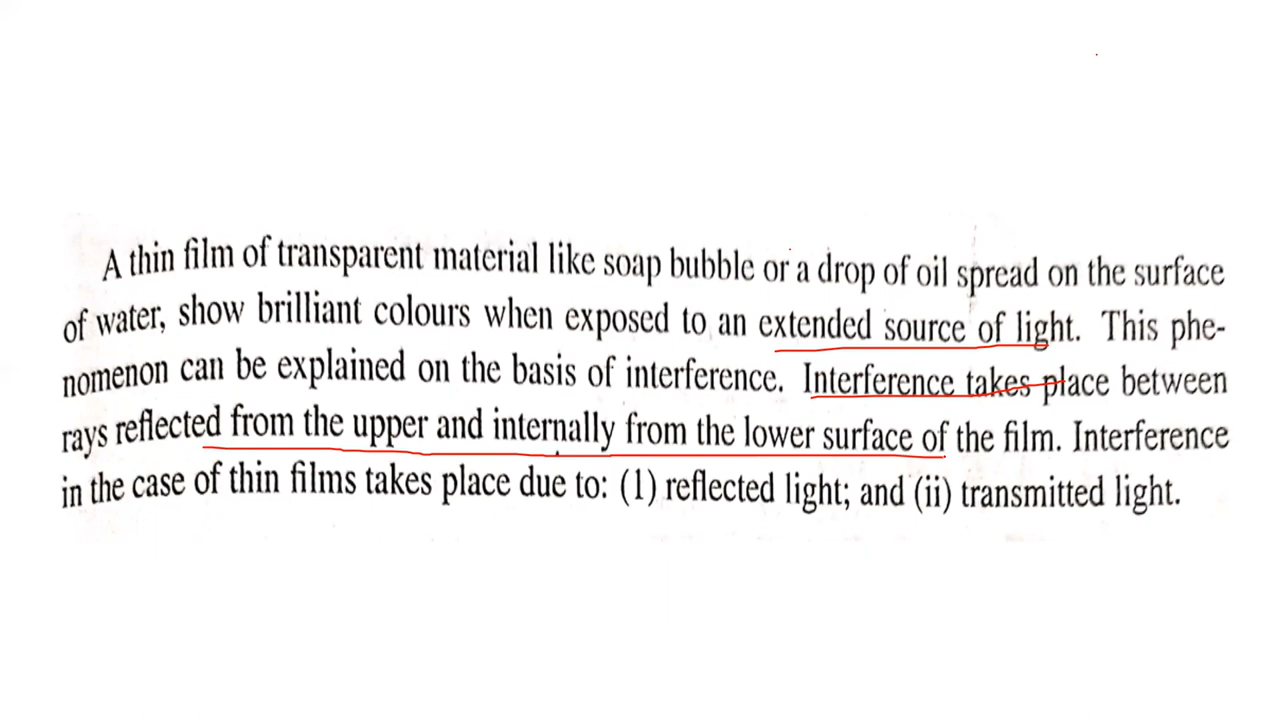 A thin film of transparent material like soap bubble or a drop of oil spread on the surface
of water, show brilliant colours when exposed to an extended source of light. This phe-
nomenon can be explained on the basis of interference. Interference takes place between
rays reflected from the upper and internally from the lower surface of the film. Interference
in the case of thin films takes place due to: (1) reflected light; and (ii) transmitted light.